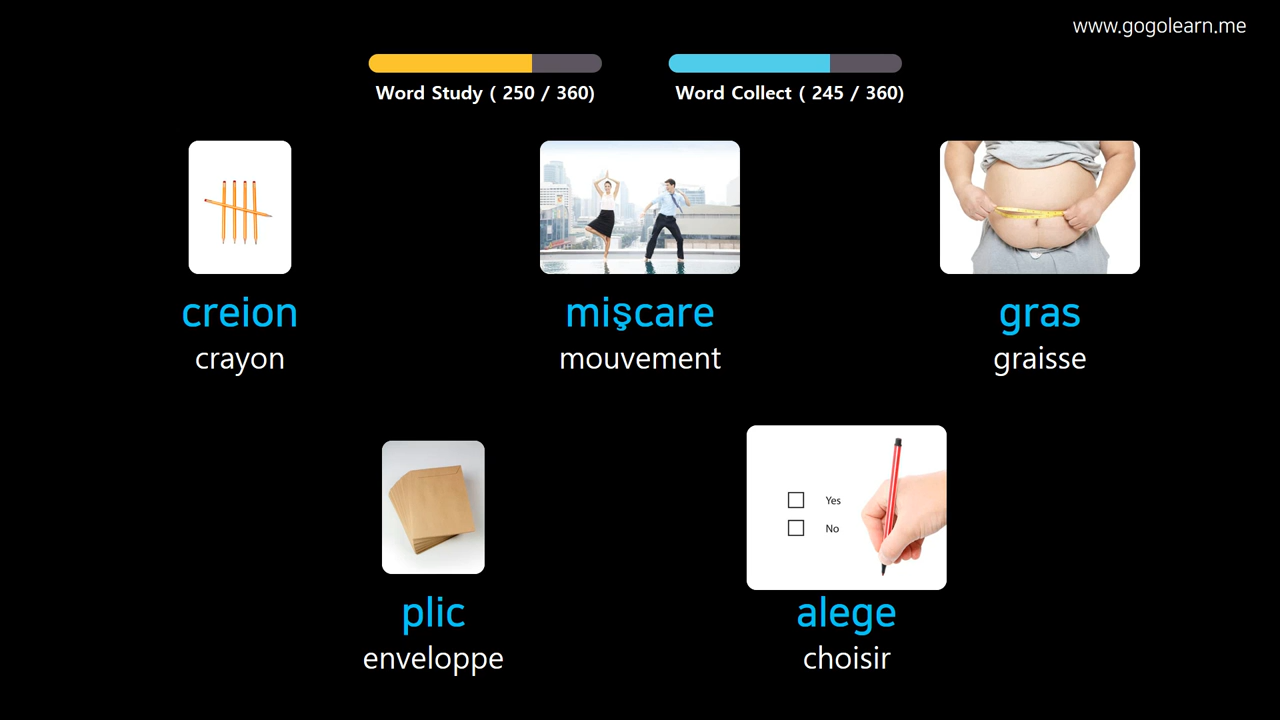 www.gogolearn.me
Word Study ( 250 / 360)
Word Collect ( 245 / 360)
creion
crayon
mişcare
mouvement
gras
graisse
plic
enveloppe
Yes
No
alege
choisir